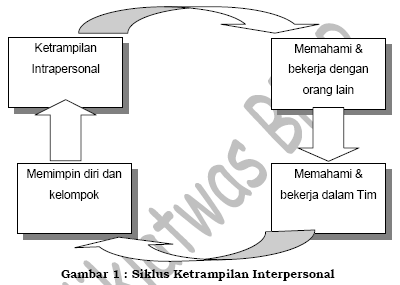 Ketrampilan
Intrapersonal
Memahami &
bekerja dengan
orang lain
Memimpin diri dan
kelompok
Memahami &
bekerja dalam Tim
Gambar 1 : Siklus Ketrampilan Interpersonal